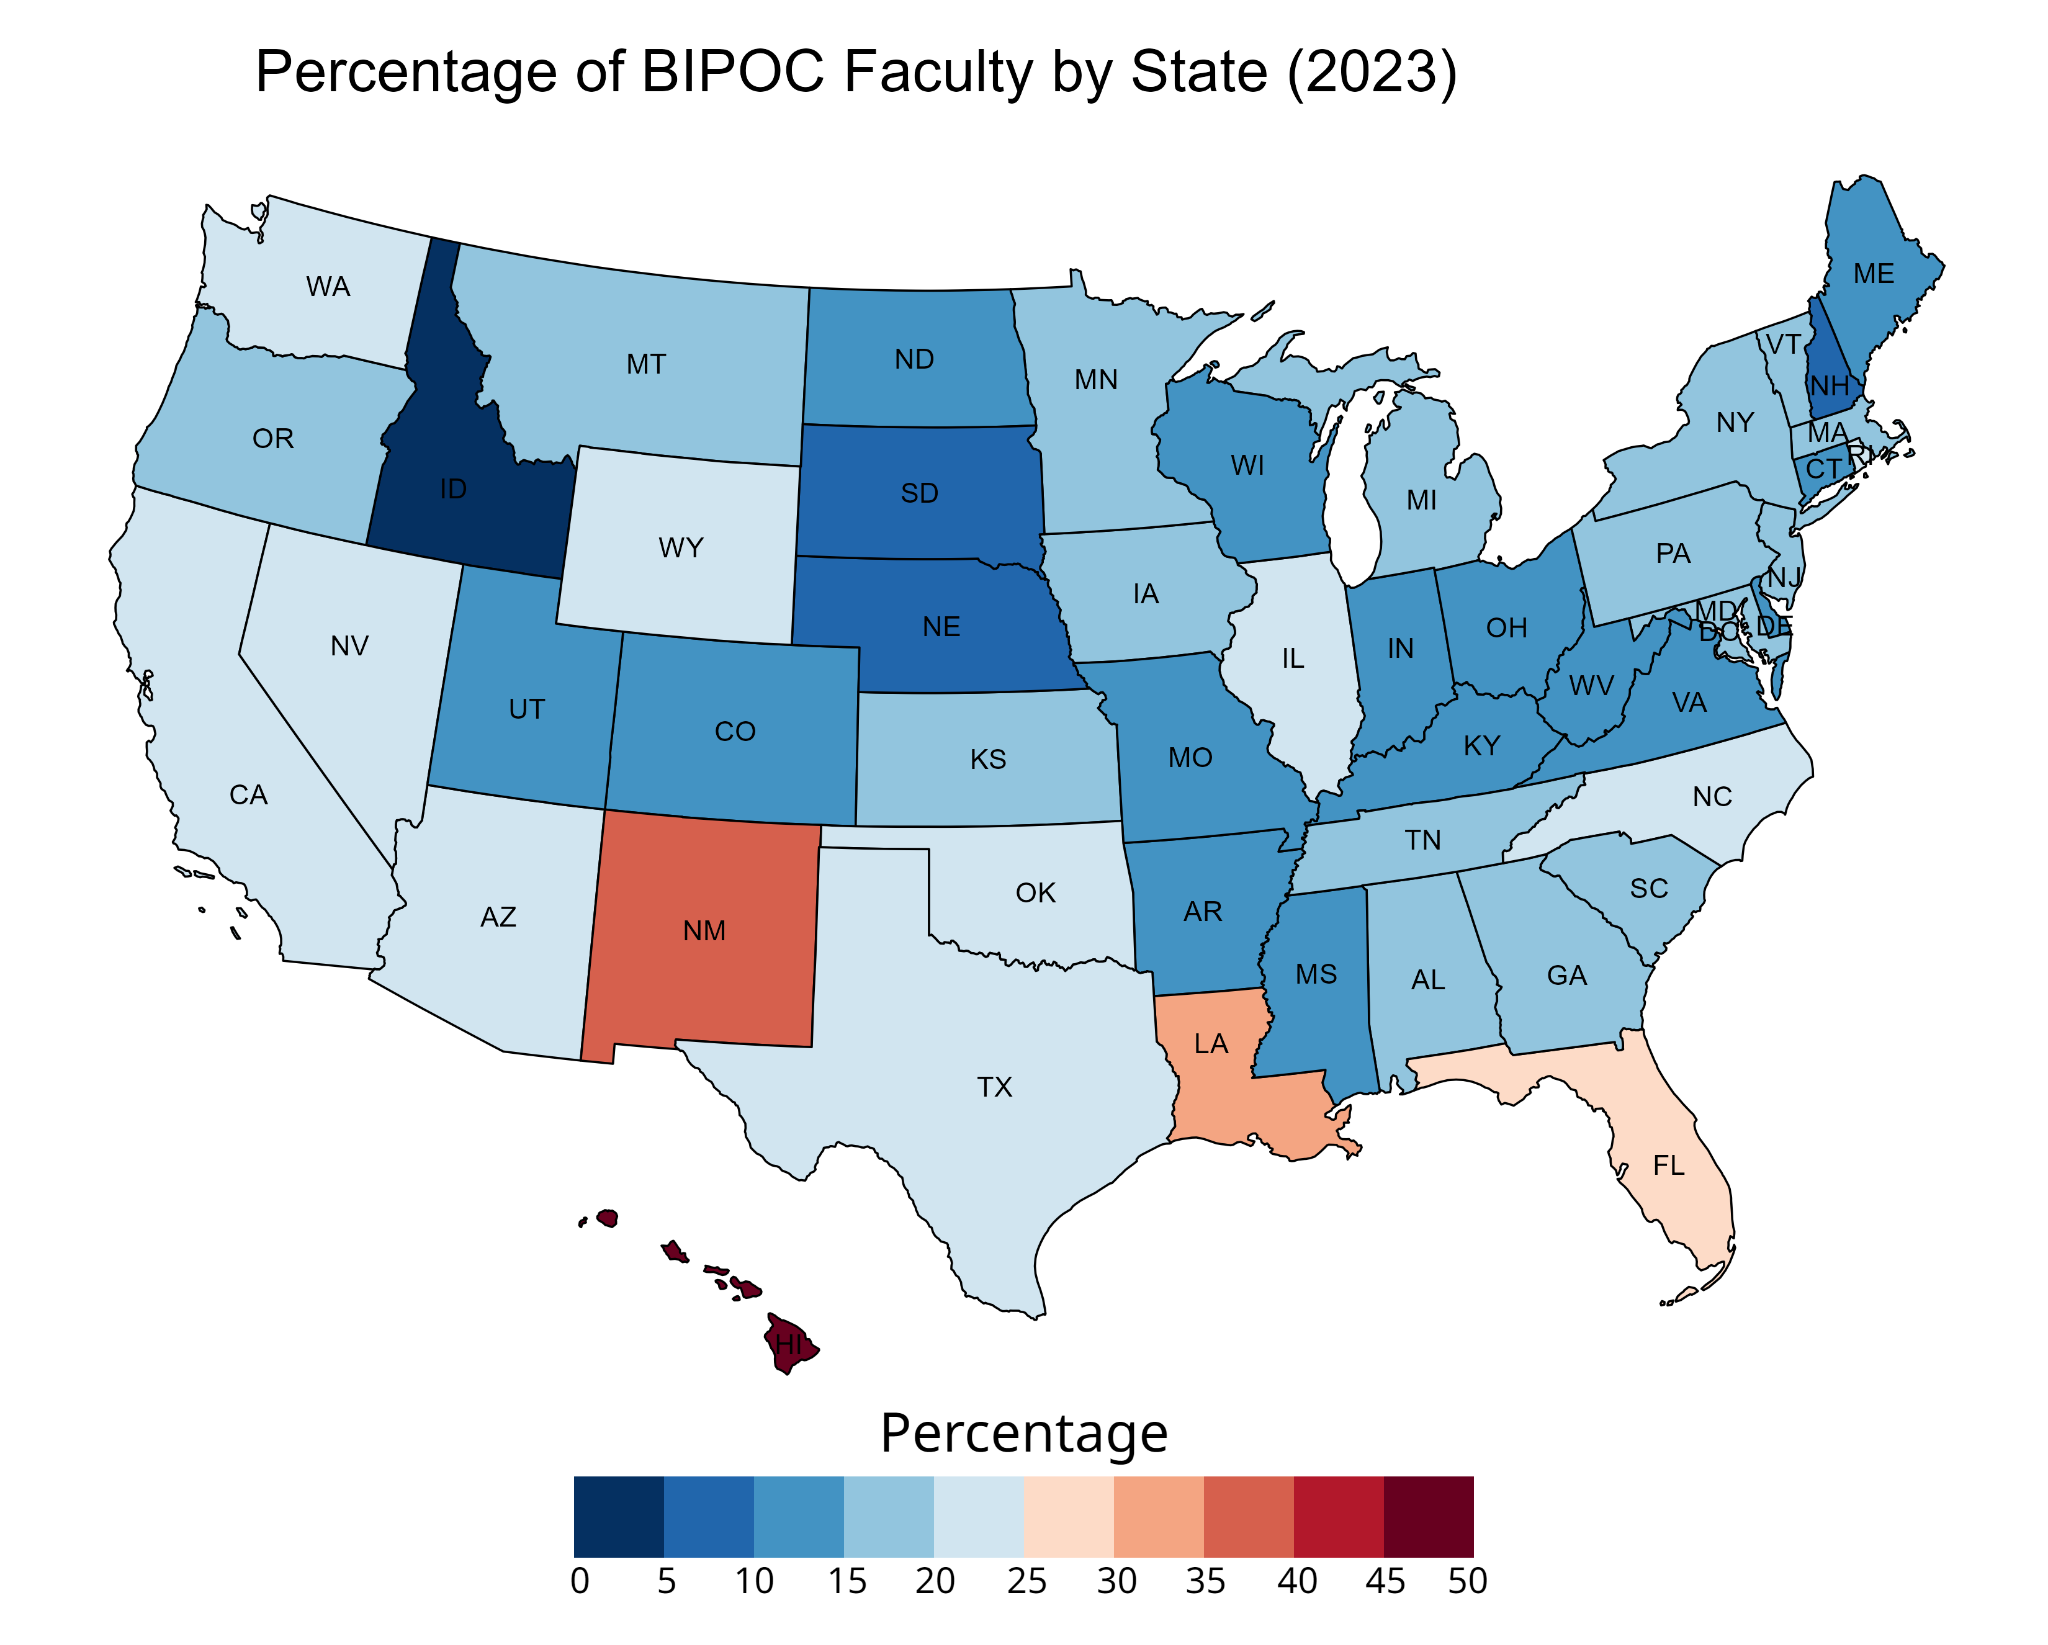 Percentage of BIPOC Faculty by State (2023)
WA
ME
VT
MT
ND
MN
NH
NY
MA
OR
WI
RI
CT
ID
SD
MI
WY
PA
NJ
IA
MD
NE
OH
DE
DC
NV
IN
IL
WV
UT
VA
CO
KY
KS
MO
CA
NC
TN
OK
SC
AZ
AR
NM
MS
GA
AL
LA
TX
FL
HI
Percentage
0 5 10 15 20 25 30 35 40 45 50